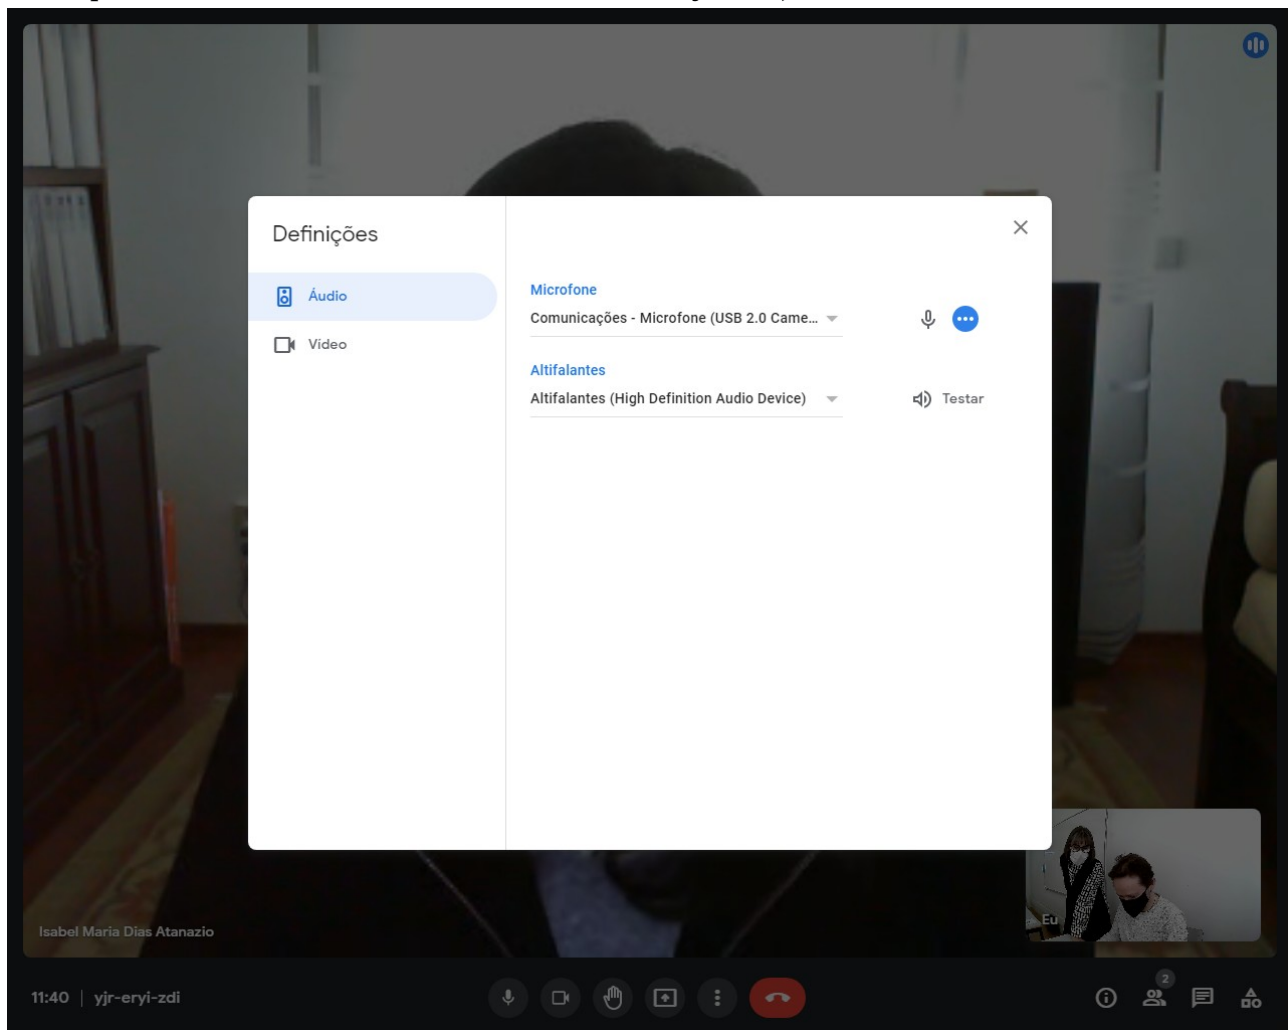 Definições
Áudio
Vídeo
Microfone
Comunicações - Microfone (USB 2.0 Came...
Altifalantes
Altifalantes (High Definition Audio Device)
Testar
Isabel Maria Dias Atanazio
Eu
11:40 | yjr-eryi-zdi
2